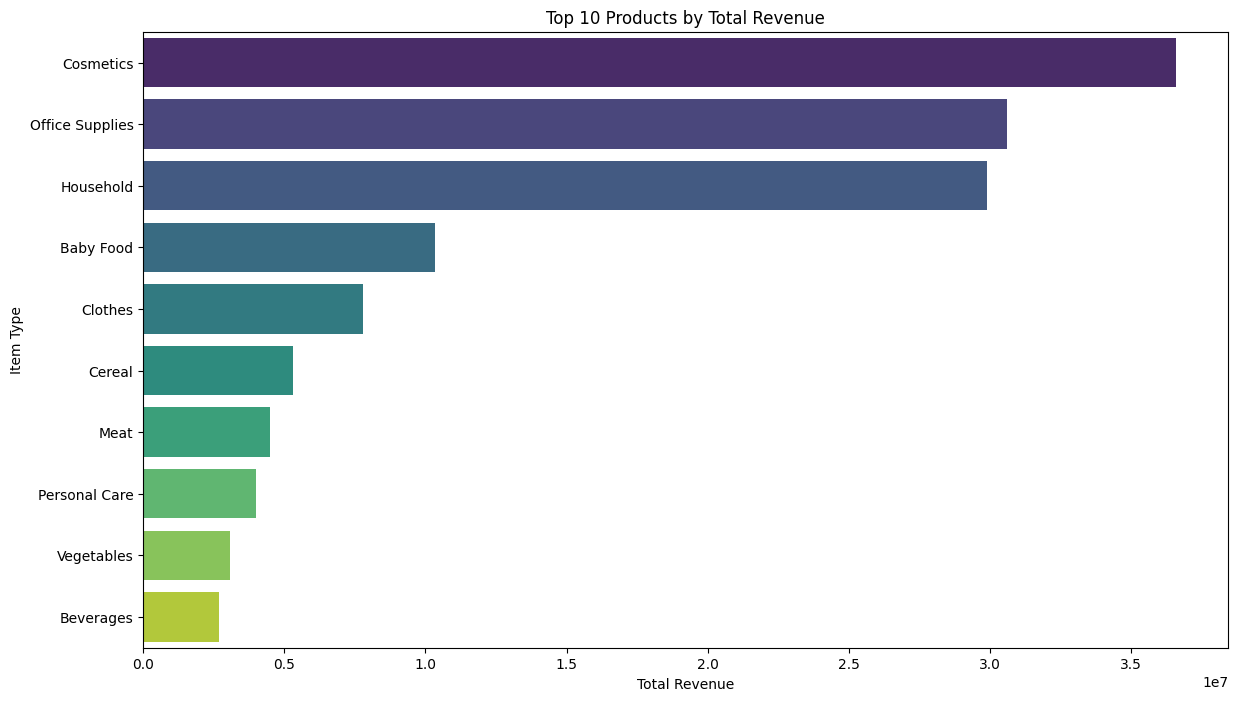 Top 10 Products by Total Revenue
Item Type
Cosmetics
Office Supplies
Household
Baby Food
Clothes
Cereal
Meat
Personal Care
Vegetables
Beverages
0.0 0.5 1.0 1.5 2.0 2.5 3.0 3.5
1e7
Total Revenue